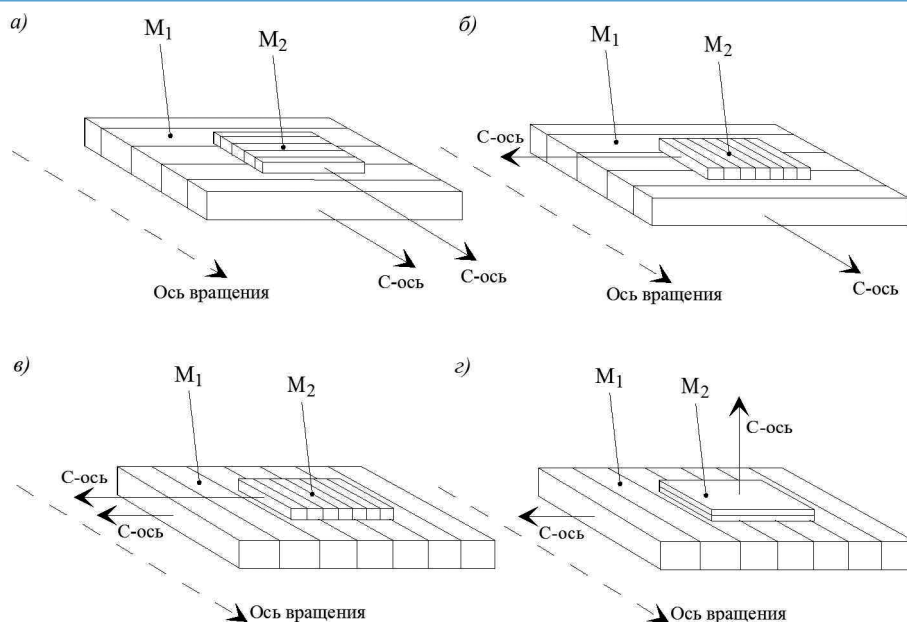 а)
M1
M2
С-ось
С-ось
Ось вращения
б)
M1
M2
С-ось
С-ось
Ось вращения
в)
M1
M2
С-ось
С-ось
Ось вращения
г)
M1
M2
С-ось
С-ось
Ось вращения